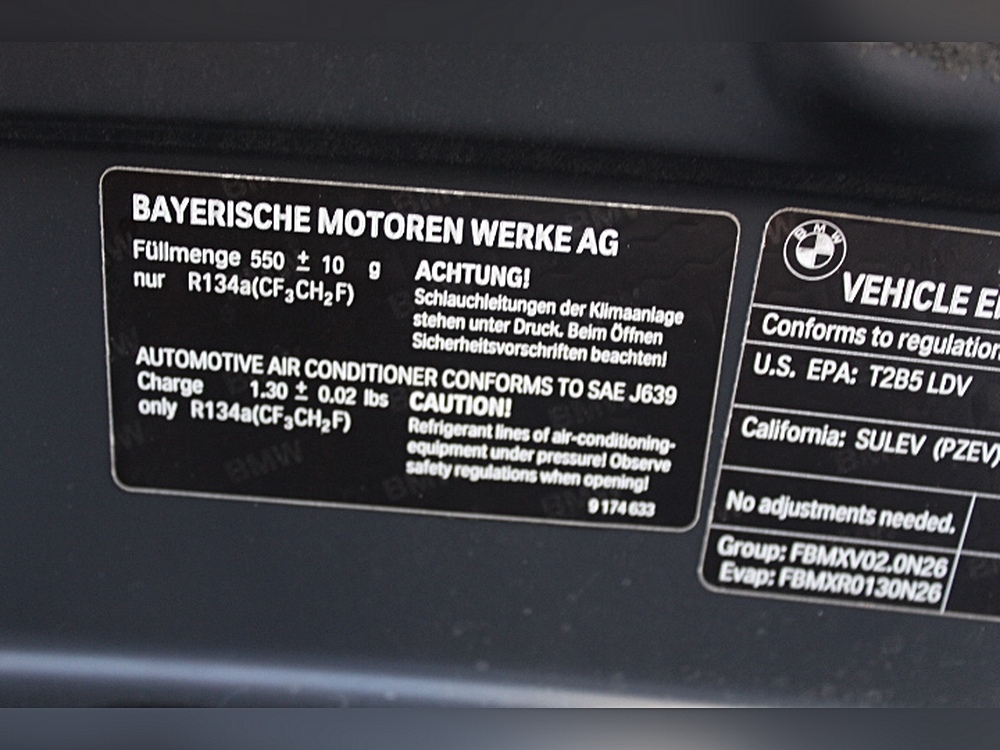 BAYERISCHE MOTOREN WERKE AG
Füllmenge 550 ± 10 g
nur R134a(CF₃CH₂F)
ACHTUNG!
Schlauchleitungen der Klimaanlage
stehen unter Druck. Beim Öffnen
Sicherheitsvorschriften beachten!
AUTOMOTIVE AIR CONDITIONER CONFORMS TO SAE J639
Charge 1.30 ± 0.02 lbs
only R134a(CF₃CH₂F)
CAUTION!
Refrigerant lines of air-conditioning-
equipment under pressure! Observe
safety regulations when opening!
9 174 633
BMW
VEHICLE
Conforms to
U.S. EPA: T2B5 LDV
California: SULEV (PZEV)
No adjustments needed.
Group: FBMXV02.0N26
Evap: FBMXR0130N26